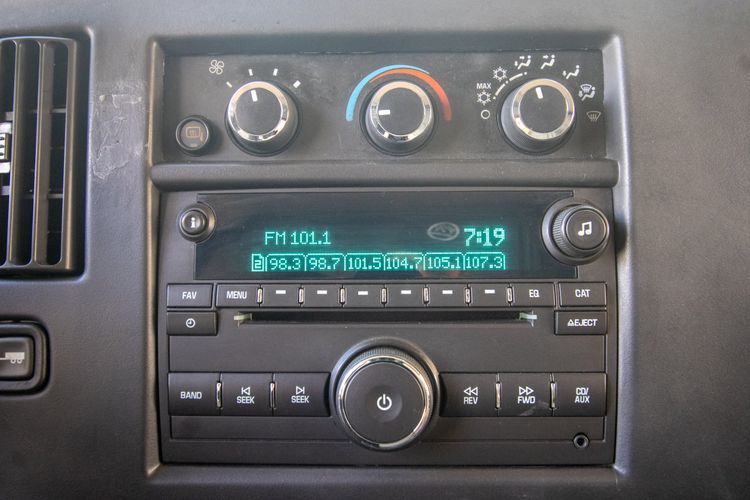 MAX
FM 101.1
7:19
2 98.3 98.7 101.5 104.7 105.1 107.3
FAV MENU EQ CAT
EJECT
BAND SEEK SEEK REV FWD CD/AUX